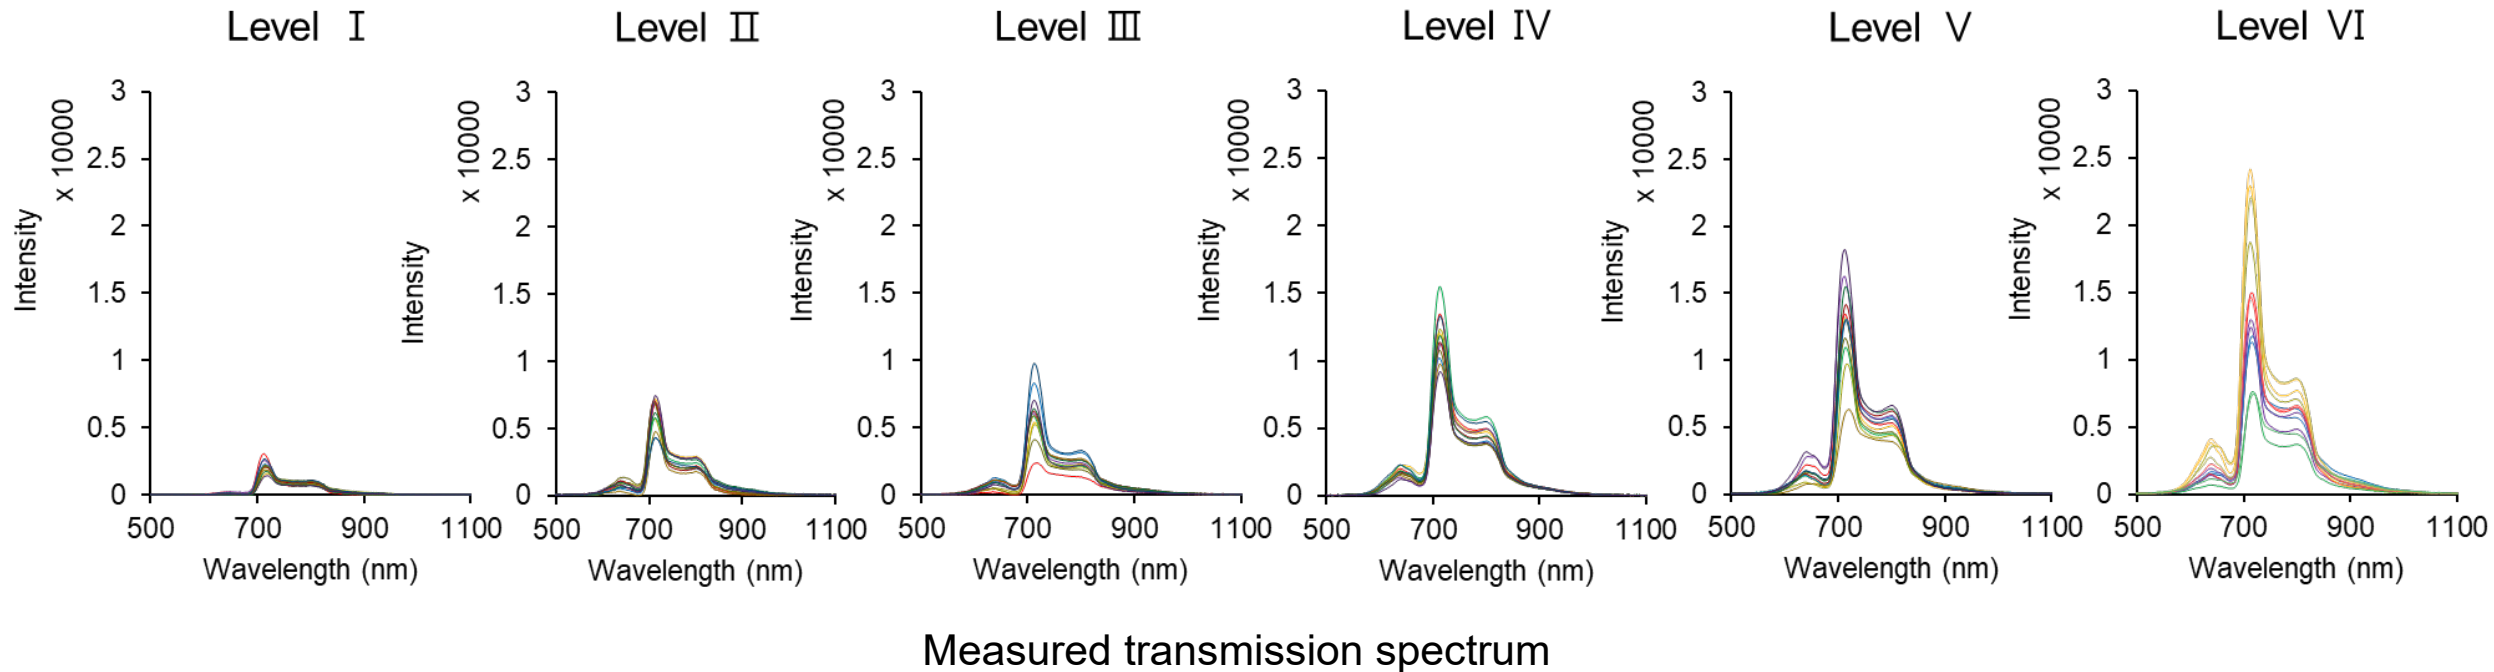 Level Ⅰ
Level Ⅱ
Level Ⅲ
Level Ⅳ
Level Ⅴ
Level Ⅵ
Intensity
x 10000
3
2.5
2
1.5
1
0.5
0
500 700 900 1100
Wavelength (nm)
Intensity
x 10000
3
2.5
2
1.5
1
0.5
0
500 700 900 1100
Wavelength (nm)
Intensity
x 10000
3
2.5
2
1.5
1
0.5
0
500 700 900 1100
Wavelength (nm)
Intensity
x 10000
3
2.5
2
1.5
1
0.5
0
500 700 900 1100
Wavelength (nm)
Intensity
x 10000
3
2.5
2
1.5
1
0.5
0
500 700 900 1100
Wavelength (nm)
Intensity
x 10000
3
2.5
2
1.5
1
0.5
0
500 700 900 1100
Wavelength (nm)
Measured transmission spectrum